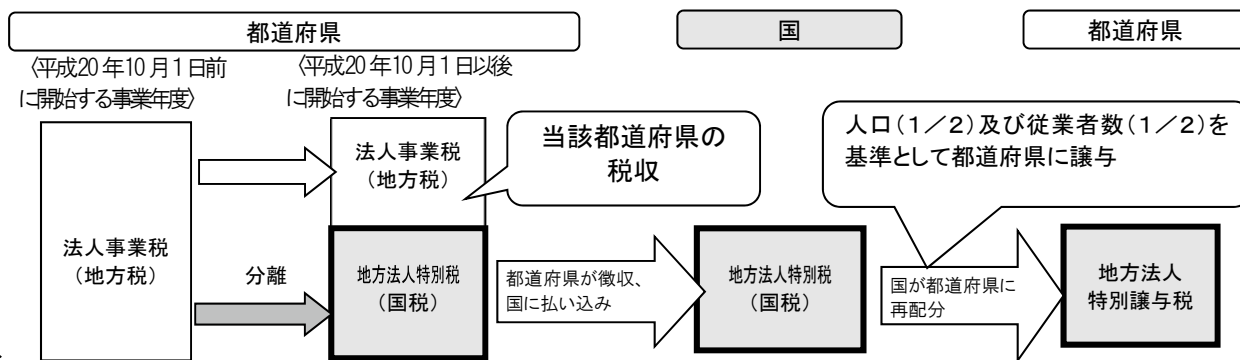 都道府県
国
都道府県
〈平成20年10月1日前
に開始する事業年度〉
〈平成20年10月1日以後
に開始する事業年度〉
法人事業税
（地方税）
分離
法人事業税
（地方税）
当該都道府県の
税収
地方法人特別税
（国税）
都道府県が徴収、
国に払い込み
地方法人特別税
（国税）
人口（１／２）及び従業者数（１／２）を
基準として都道府県に譲与
国が都道府県に
再配分
地方法人
特別譲与税